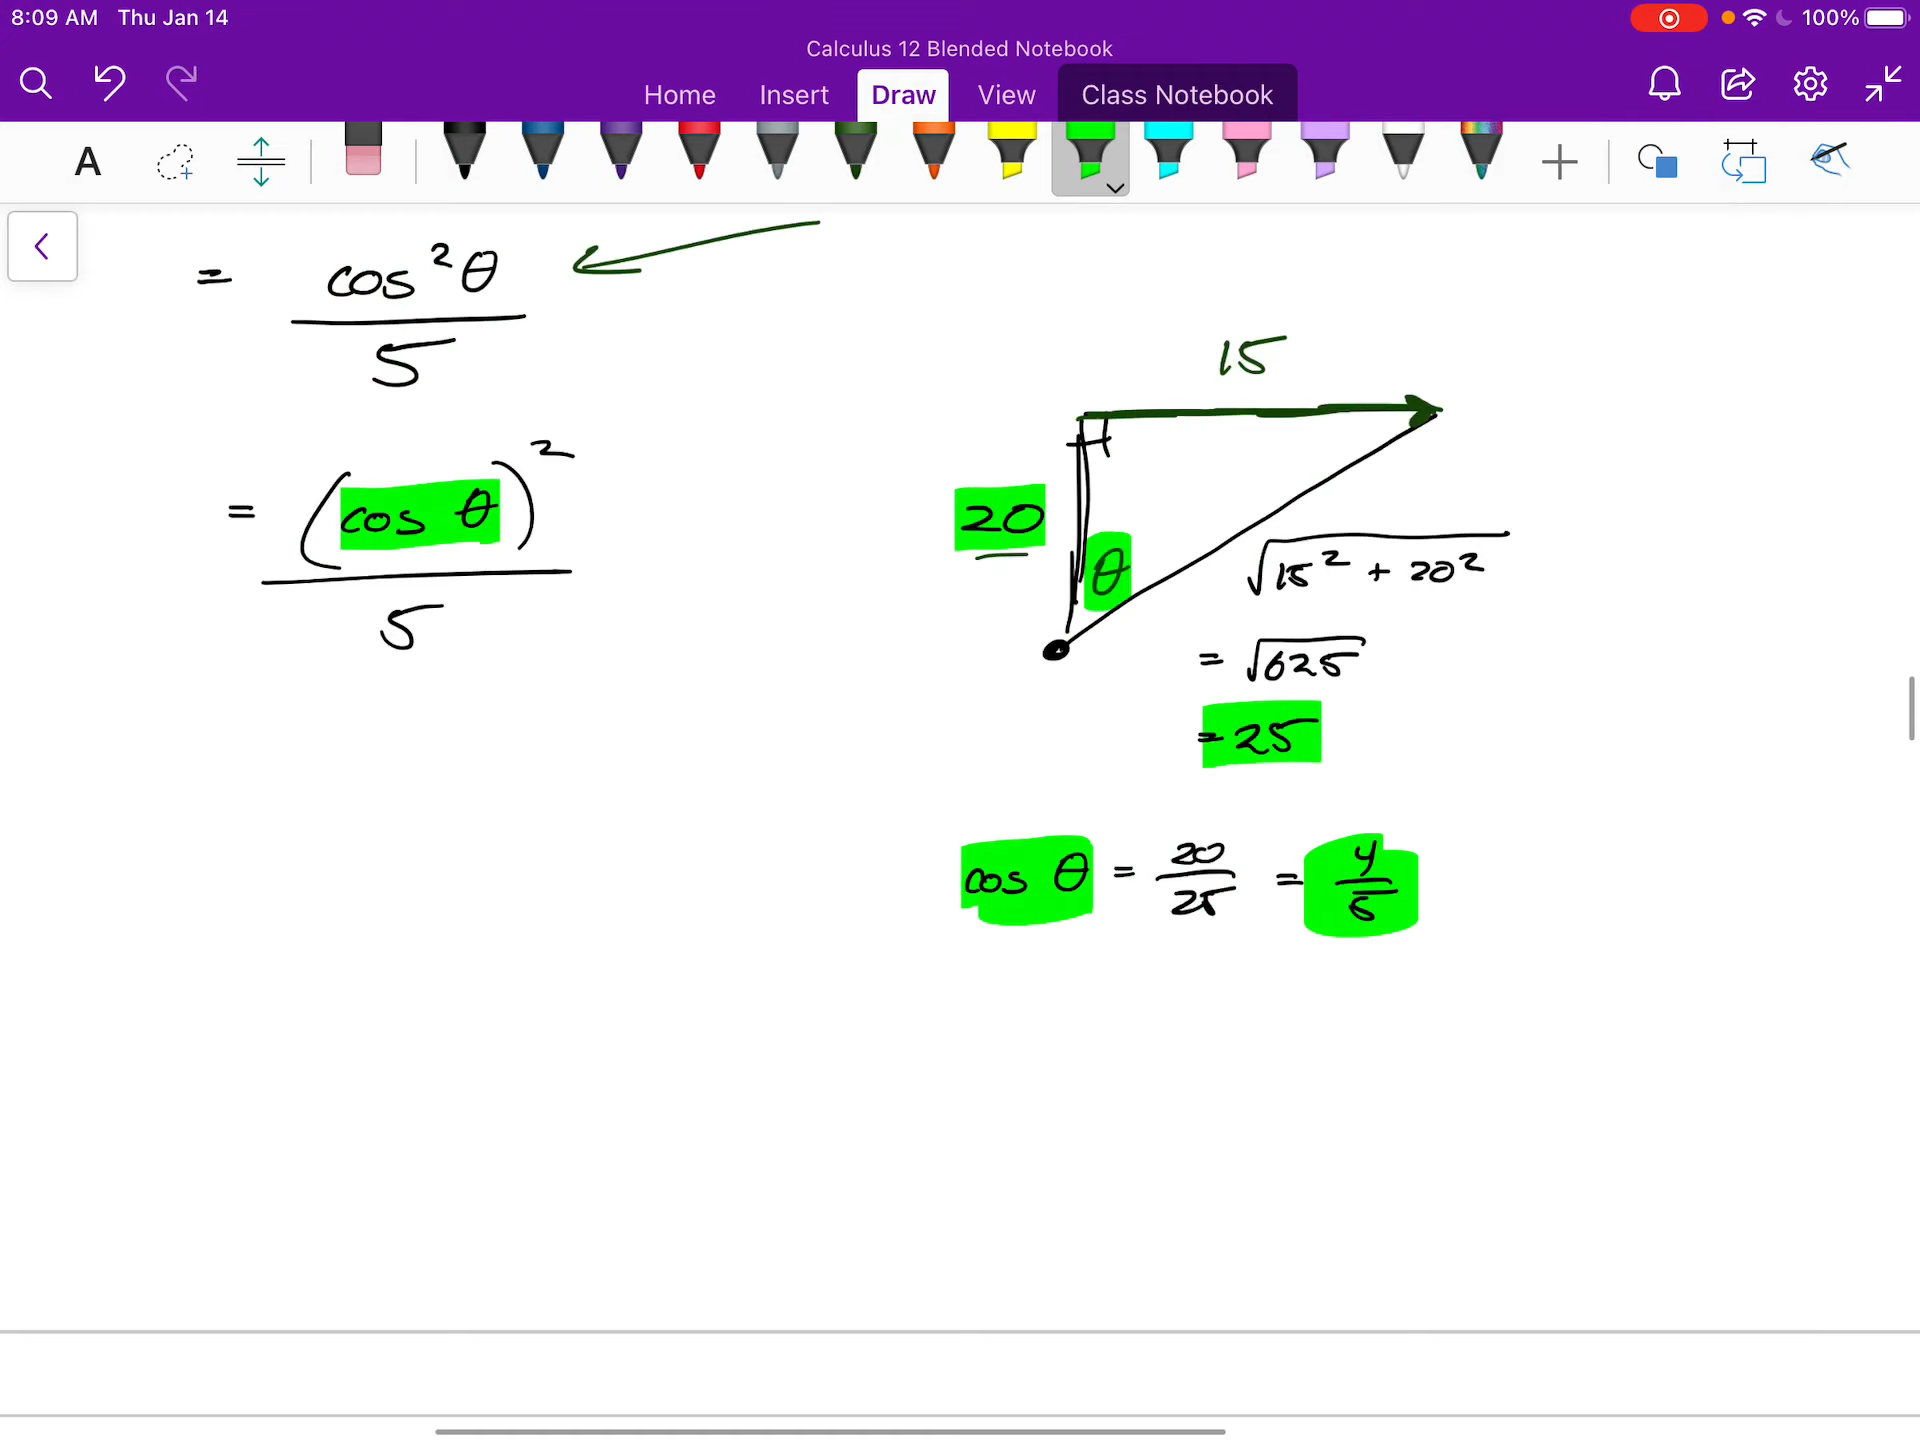 8:09 AM Thu Jan 14
100%
Calculus 12 Blended Notebook
Home Insert Draw View Class Notebook
A
= cos²θ / 5
15
= (cos θ)² / 5
20
θ
√15² + 20²
= √625
= 25
cos θ = 20/25 = 4/5